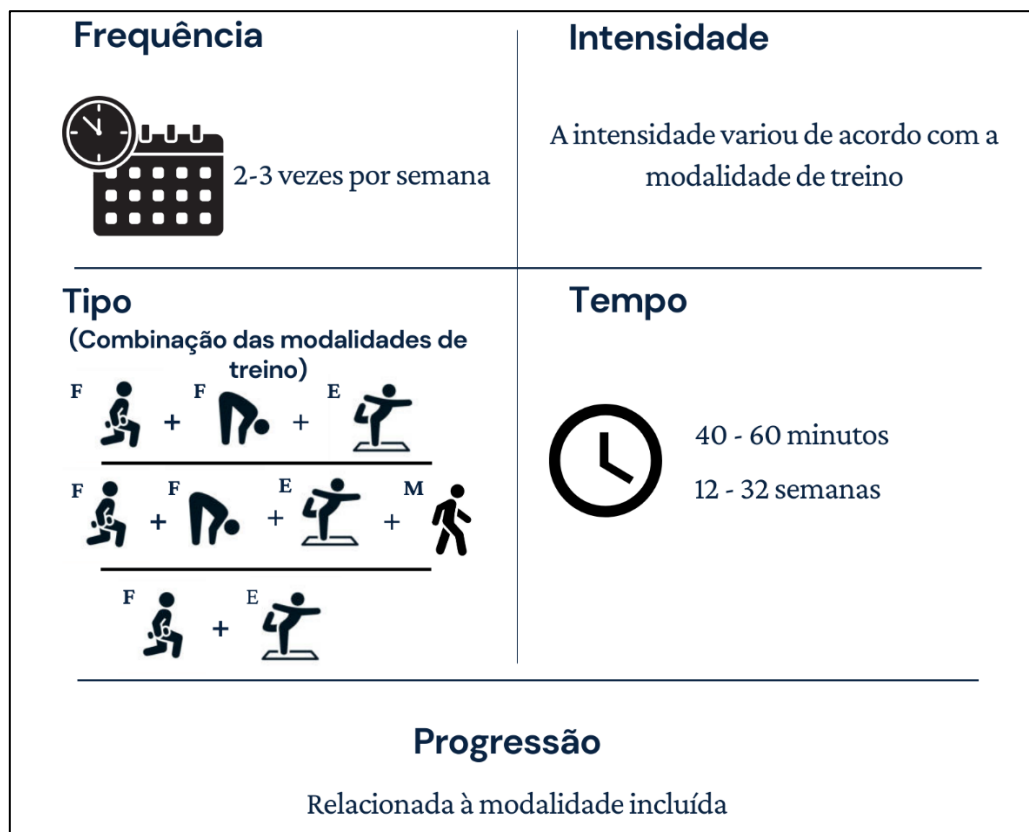 Frequência
2-3 vezes por semana
Intensidade
A intensidade variou de acordo com a
modalidade de treino
Tipo
(Combinação das modalidades de
treino)
F + F + E
F + F + E + M
F + E
Tempo
40 - 60 minutos
12 - 32 semanas
Progressão
Relacionada à modalidade incluída